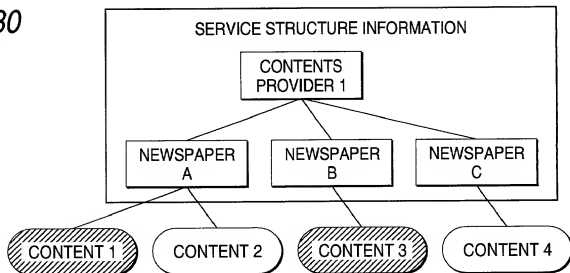 30
SERVICE STRUCTURE INFORMATION
CONTENTS
PROVIDER 1
NEWSPAPER
A
NEWSPAPER
B
NEWSPAPER
C
CONTENT 1
CONTENT 2
CONTENT 3
CONTENT 4